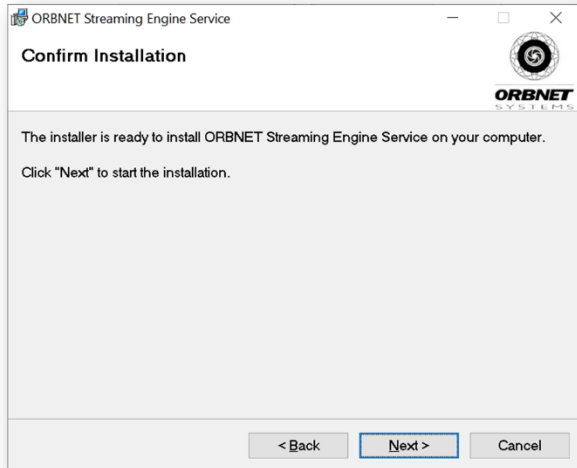 ORBNET Streaming Engine Service
Confirm Installation
ORBNET
SYSTEMS
The installer is ready to install ORBNET Streaming Engine Service on your computer.
Click "Next" to start the installation.
< Back
Next >
Cancel